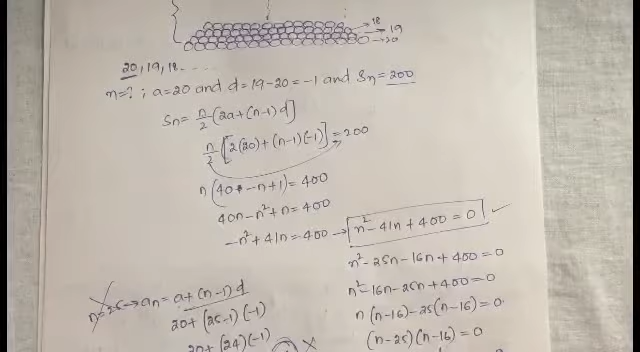 18
19
→20
20, 19, 18 .......
n=? ; a=20 and d=19-20=-1 and Sn=200
Sn= n/2 (2a+(n-1)d]
n/2 [2(20)+(n-1)(-1)]=200
n(40 -n+1)=400
40n-n²+n=400
-n²+41n=400→ n²-41n+400=0 ✓
n²-25n-16n+400=0
n²-16n-25n+400=0
n(n-16)-25(n-16)=0
(n-25)(n-16)=0
n=25→an=a+(n-1)d
20+(25-1)(-1)
20+(24)(-1)